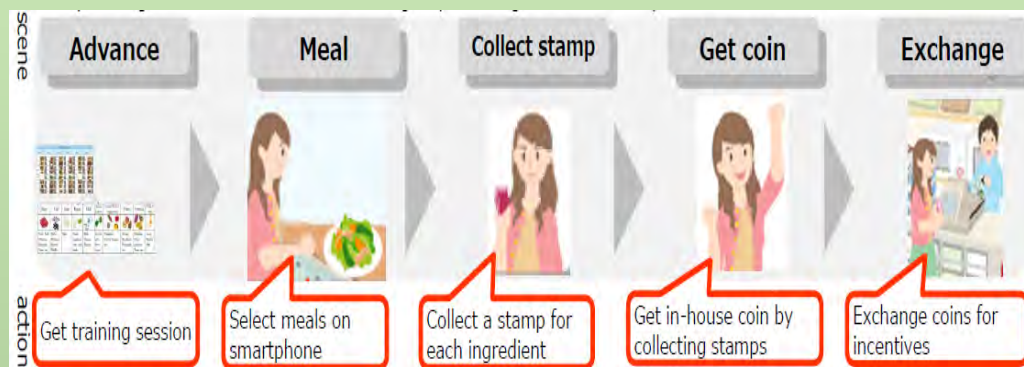 scene
Advance
Meal
Collect stamp
Get coin
Exchange
action
Get training session
Select meals on
smartphone
Collect a stamp for
each ingredient
Get in-house coin by
collecting stamps
Exchange coins for
incentives